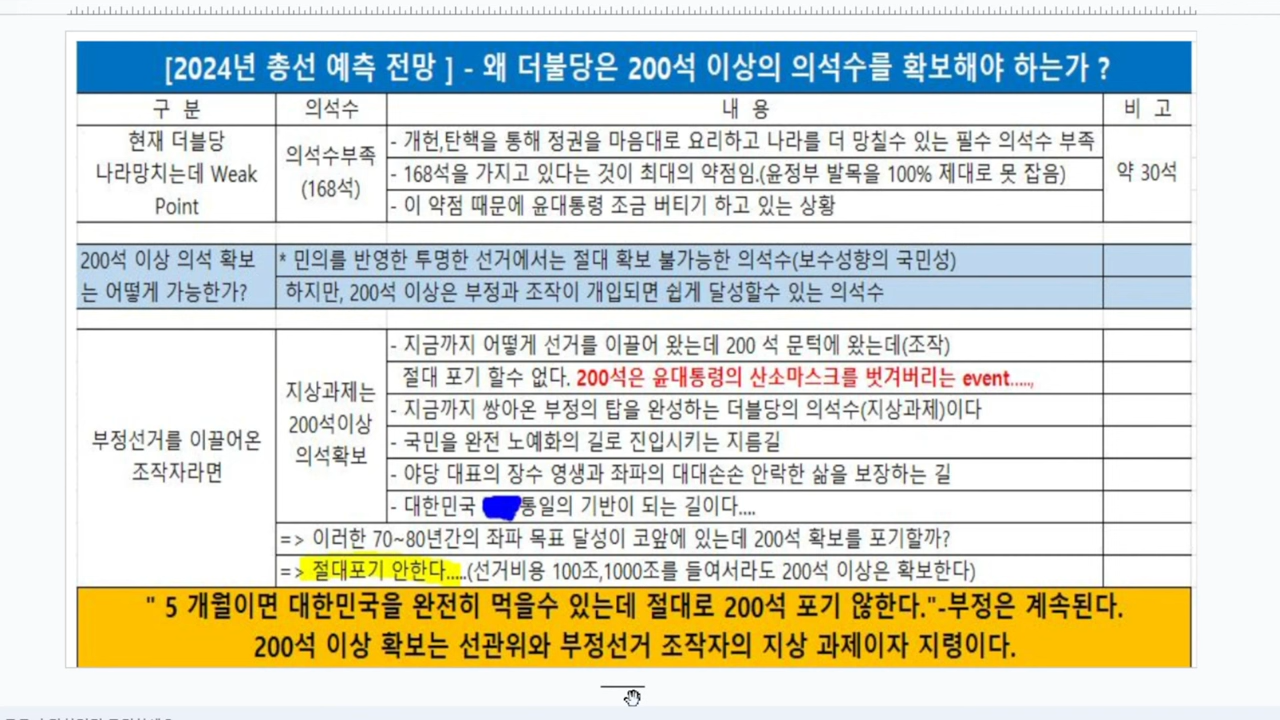 [2024년 총선 예측 전망 ] - 왜 더불당은 200석 이상의 의석수를 확보해야 하는가 ?
구 분 의석수 내 용 비 고
현재 더블당
나라망치는데 Weak
Point
의석수부족
(168석)
- 개헌,탄핵을 통해 정권을 마음대로 요리하고 나라를 더 망칠수 있는 필수 의석수 부족
- 168석을 가지고 있다는 것이 최대의 약점임.(윤정부 발목을 100% 제대로 못 잡음)
- 이 약점 때문에 윤대통령 조금 버티기 하고 있는 상황
약 30석
200석 이상 의석 확보
는 어떻게 가능한가?
* 민의를 반영한 투명한 선거에서는 절대 확보 불가능한 의석수(보수성향의 국민성)
하지만, 200석 이상은 부정과 조작이 개입되면 쉽게 달성할수 있는 의석수
부정선거를 이끌어온
조작자라면
지상과제는
200석이상
의석확보
- 지금까지 어떻게 선거를 이끌어 왔는데 200 석 문턱에 왔는데(조작)
절대 포기 할수 없다. 200석은 윤대통령의 산소마스크를 벗겨버리는 event.....,
- 지금까지 쌓아온 부정의 탑을 완성하는 더블당의 의석수(지상과제)이다
- 국민을 완전 노예화의 길로 진입시키는 지름길
- 야당 대표의 장수 영생과 좌파의 대대손손 안락한 삶을 보장하는 길
- 대한민국 통일의 기반이 되는 길이다....
=> 이러한 70~80년간의 좌파 목표 달성이 코앞에 있는데 200석 확보를 포기할까?
=> 절대포기 안한다.....(선거비용 100조,1000조를 들여서라도 200석 이상은 확보한다)
" 5 개월이면 대한민국을 완전히 먹을수 있는데 절대로 200석 포기 않한다."-부정은 계속된다.
200석 이상 확보는 선관위와 부정선거 조작자의 지상 과제이자 지령이다.